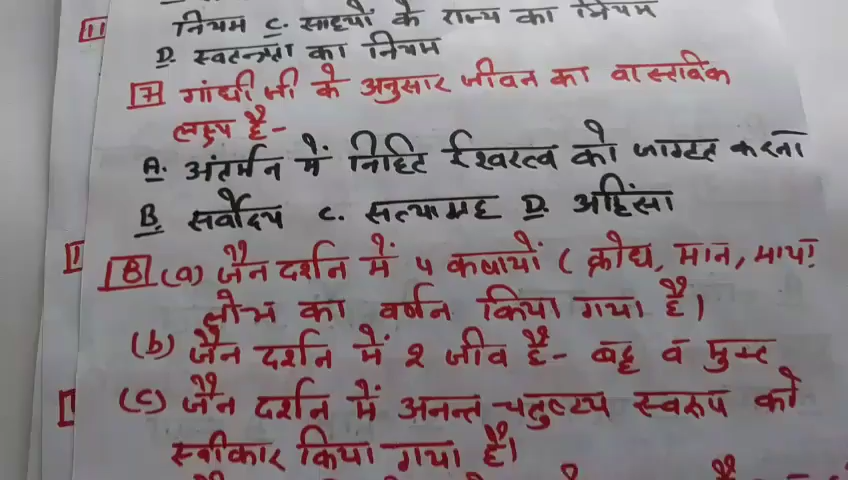 नियम C. साध्यों के राज्य का नियम
D. स्वतन्त्रता का नियम
7 गांधी जी के अनुसार जीवन का वास्तविक
लक्ष्य है-
A. अंतर्मन में निहित ईश्वरत्व को जाग्रत करना
B. सर्वोदय C. सत्याग्रह D. अहिंसा
8 (a) जैन दर्शन में 4 कषायों ( क्रोध, मान, माया
लोभ का वर्णन किया गया है।
(b) जैन दर्शन में 2 जीव है- बद्ध व मुक्त
(C) जैन दर्शन में अनन्त चतुष्टय स्वरूप को
स्वीकार किया गया है।